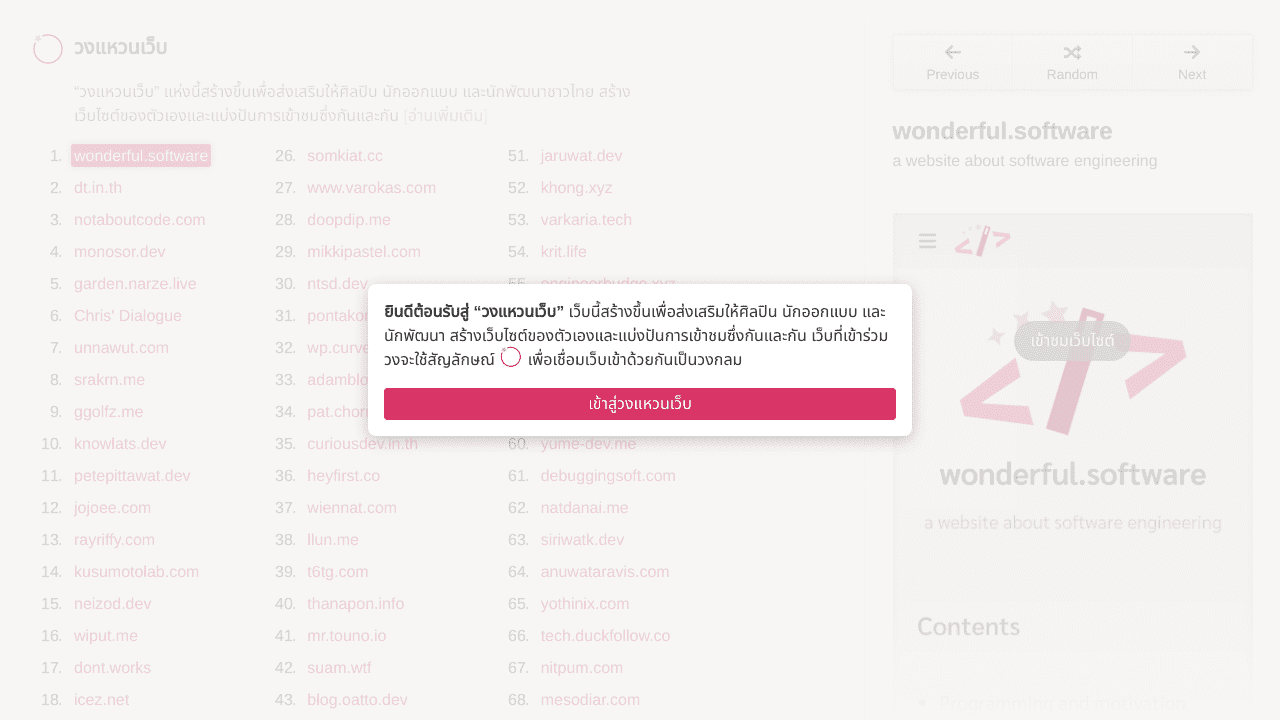 วงแหวนเว็บ
“วงแหวนเว็บ” แห่งนี้สร้างขึ้นเพื่อส่งเสริมให้ศิลปิน นักออกแบบ และนักพัฒนาชาวไทย สร้าง
เว็บไซต์ของตัวเองและแบ่งปันการเข้าชมซึ่งกันและกัน [อ่านเพิ่มเติม]
1. wonderful.software
2. dt.in.th
3. notaboutcode.com
4. monosor.dev
5. garden.narze.live
6. Chris' Dialogue
7. unnawut.com
8. srakrn.me
9. ggolfz.me
10. knowlats.dev
11. petepittawat.dev
12. jojoee.com
13. rayriffy.com
14. kusumotolab.com
15. neizod.dev
16. wiput.me
17. dont.works
18. icez.net
26. somkiat.cc
27. www.varokas.com
28. doopdip.me
29. mikkipastel.com
30. ntsd.dev
31.
32.
33.
34.
35. curiousdev.in.th
36. heyfirst.co
37. wiennat.com
38. llun.me
39. t6tg.com
40. thanapon.info
41. mr.touno.io
42. suam.wtf
43. blog.oatto.dev
51. jaruwat.dev
52. khong.xyz
53. varkaria.tech
54. krit.life
60. yume-dev.me
61. debuggingsoft.com
62. natdanai.me
63. siriwatk.dev
64. anuwataravis.com
65. yothinix.com
66. tech.duckfollow.co
67. nitpum.com
68. mesodiar.com
ยินดีต้อนรับสู่ “วงแหวนเว็บ” เว็บนี้สร้างขึ้นเพื่อส่งเสริมให้ศิลปิน นักออกแบบ และ
นักพัฒนา สร้างเว็บไซต์ของตัวเองและแบ่งปันการเข้าชมซึ่งกันและกัน เว็บที่เข้าร่วม
วงจะใช้สัญลักษณ์ เพื่อเชื่อมเว็บเข้าด้วยกันเป็นวงกลม
เข้าสู่วงแหวนเว็บ
Previous
Random
Next
wonderful.software
a website about software engineering
เข้าชมเว็บไซต์
wonderful.software
a website about software engineering
Contents
Programming and motivation